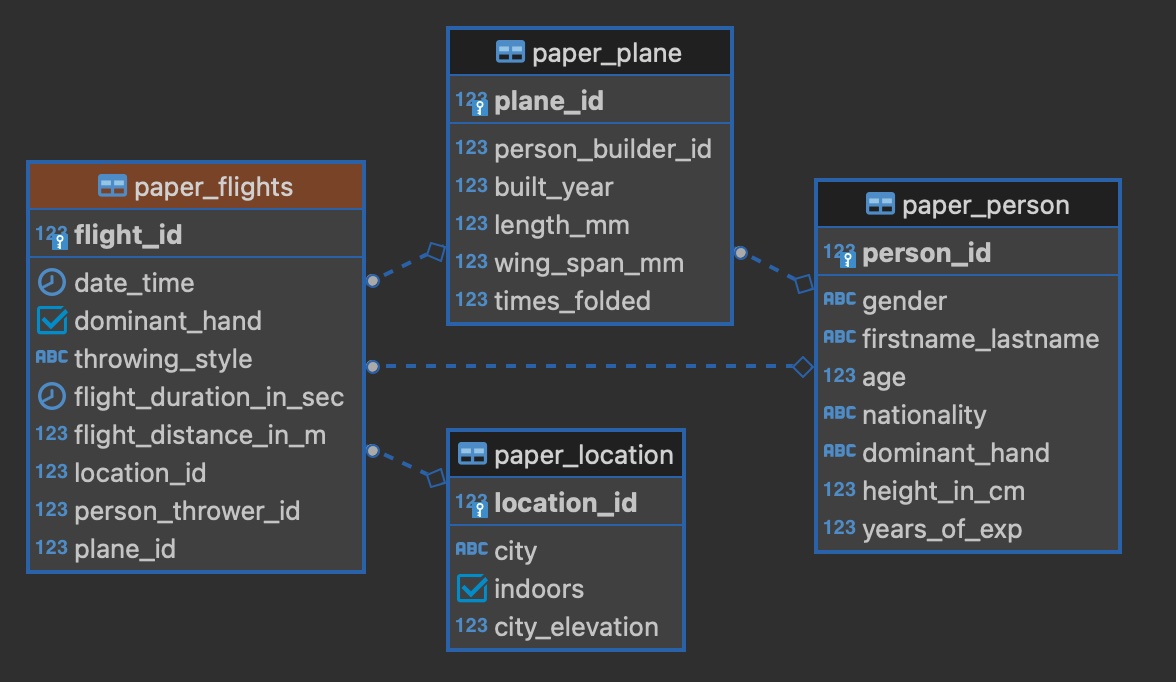 paper_plane
123 plane_id
123 person_builder_id
123 built_year
123 length_mm
123 wing_span_mm
123 times_folded
paper_flights
123 flight_id
date_time
dominant_hand
ABC throwing_style
flight_duration_in_sec
123 flight_distance_in_m
123 location_id
123 person_thrower_id
123 plane_id
paper_person
123 person_id
ABC gender
ABC firstname_lastname
123 age
ABC nationality
ABC dominant_hand
123 height_in_cm
123 years_of_exp
paper_location
123 location_id
ABC city
indoors
123 city_elevation